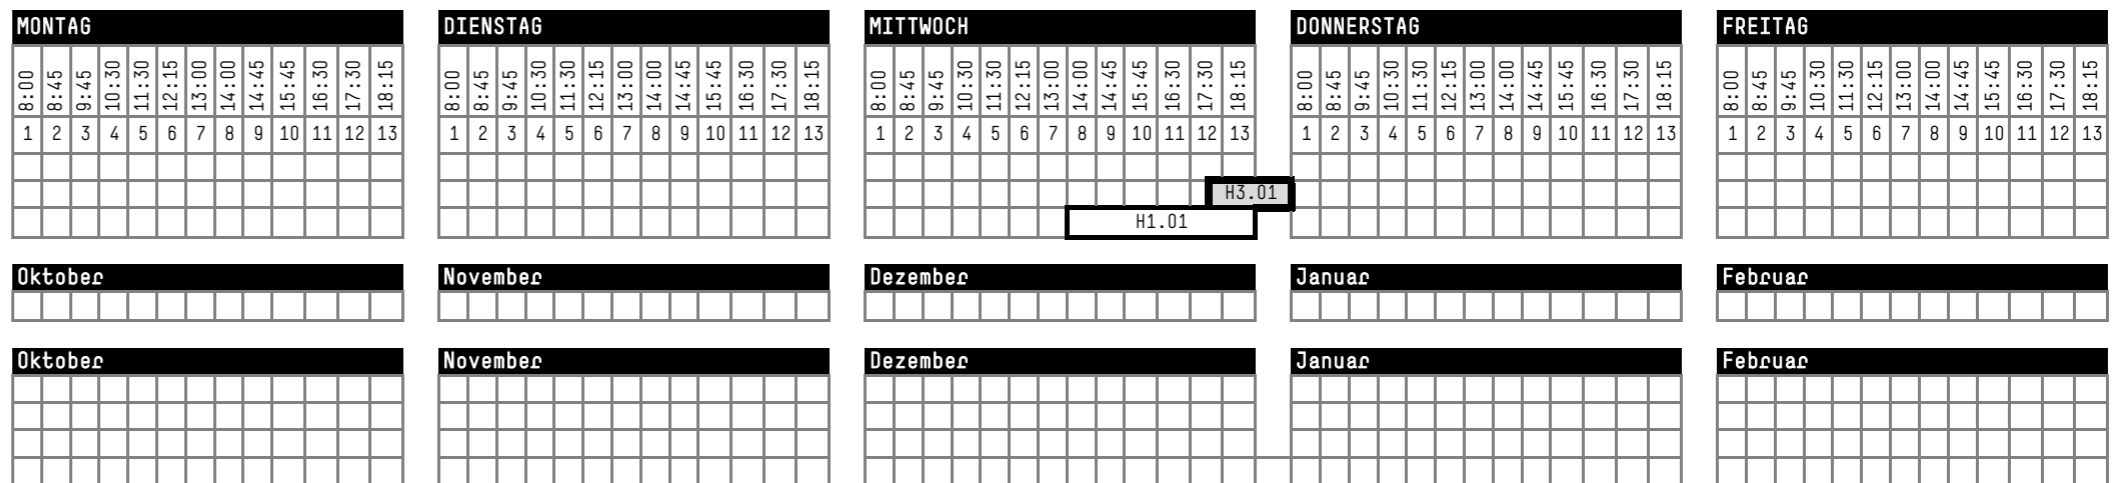 MONTAG DIENSTAG MITTWOCH DONNERSTAG FREITAG
8:00 8:45 9:45 10:30 11:30 12:15 13:00 14:00 14:45 15:45 16:30 17:30 18:15 8:00 8:45 9:45 10:30 11:30 12:15 13:00 14:00 14:45 15:45 16:30 17:30 18:15 8:00 8:45 9:45 10:30 11:30 12:15 13:00 14:00 14:45 15:45 16:30 17:30 18:15 8:00 8:45 9:45 10:30 11:30 12:15 13:00 14:00 14:45 15:45 16:30 17:30 18:15 8:00 8:45 9:45 10:30 11:30 12:15 13:00 14:00 14:45 15:45 16:30 17:30 18:15
1 2 3 4 5 6 7 8 9 10 11 12 13 1 2 3 4 5 6 7 8 9 10 11 12 13 1 2 3 4 5 6 7 8 9 10 11 12 13 1 2 3 4 5 6 7 8 9 10 11 12 13 1 2 3 4 5 6 7 8 9 10 11 12 13
H3.01
H1.01
Oktober November Dezember Januar Februar
Oktober November Dezember Januar Februar